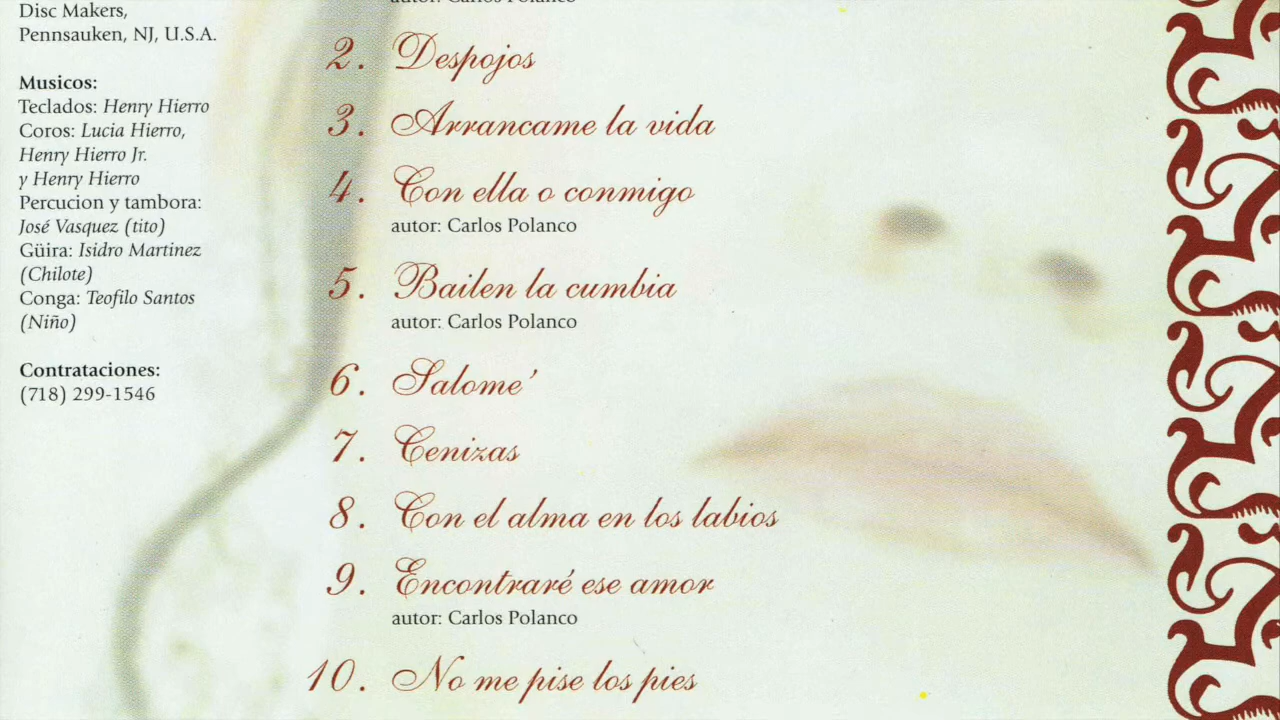 Disc Makers,
Pennsauken, NJ, U.S.A.
Musicos:
Teclados: Henry Hierro
Coros: Lucia Hierro,
Henry Hierro Jr.
y Henry Hierro
Percucion y tambora:
José Vasquez (tito)
Güira: Isidro Martinez
(Chilote)
Conga: Teofilo Santos
(Niño)
Contrataciones:
(718) 299-1546
autor: Carlos Polanco
2. Despojos
3. Arrancame la vida
4. Con ella o conmigo
autor: Carlos Polanco
5. Bailen la cumbia
autor: Carlos Polanco
6. Salome'
7. Cenizas
8. Con el alma en los labios
9. Encontraré ese amor
autor: Carlos Polanco
10. No me pise los pies